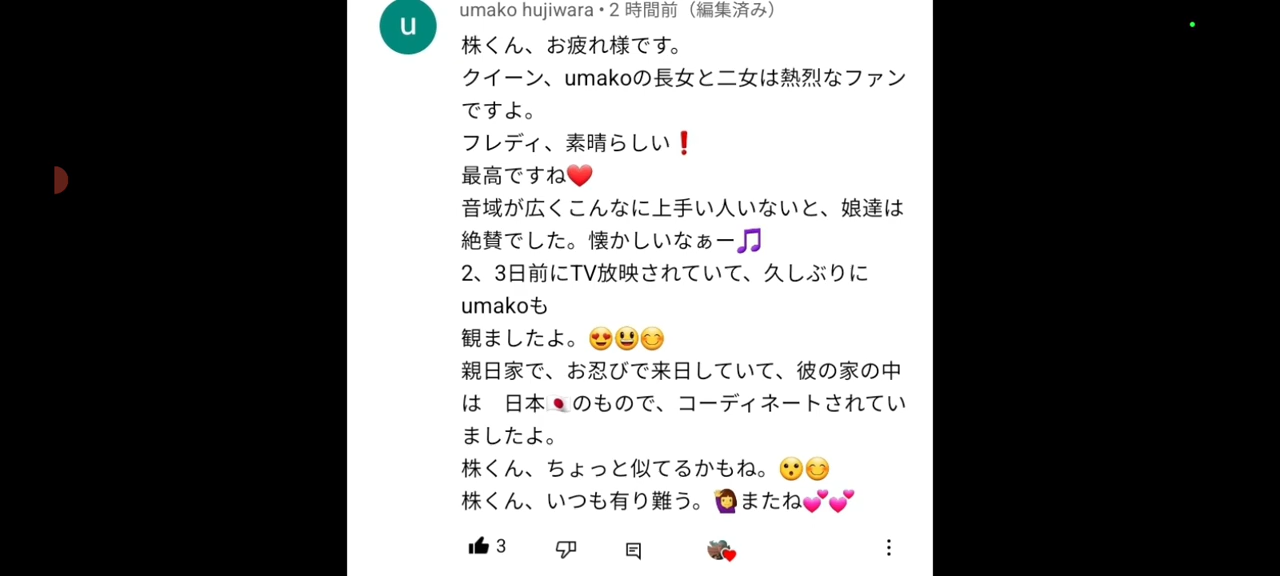 u
umako hujiwara • 2 時間前（編集済み）
株くん、お疲れ様です。
クイーン、umakoの長女と二女は熱烈なファン
ですよ。
フレディ、素晴らしい❗
最高ですね❤️
音域が広くこんなに上手い人いないと、娘達は
絶賛でした。懐かしいなぁー🎵
2、3日前にTV放映されていて、久しぶりに
umakoも
観ましたよ。😍😃😊
親日家で、お忍びで来日していて、彼の家の中
は　日本🇯🇵のもので、コーディネートされてい
ましたよ。
株くん、ちょっと似てるかもね。😮😊
株くん、いつも有り難う。🙋‍♀️またね💕💕
3